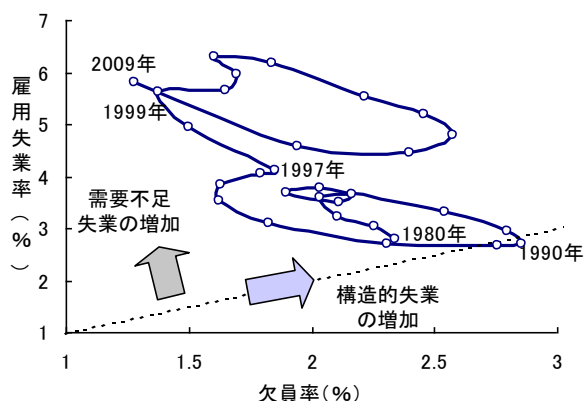 雇用失業率(%)
7
6
5
4
3
2
1
2009年
1999年
1997年
需要不足
失業の増加
1980年
1990年
構造的失業
の増加
1
1.5
2
2.5
3
欠員率(%)